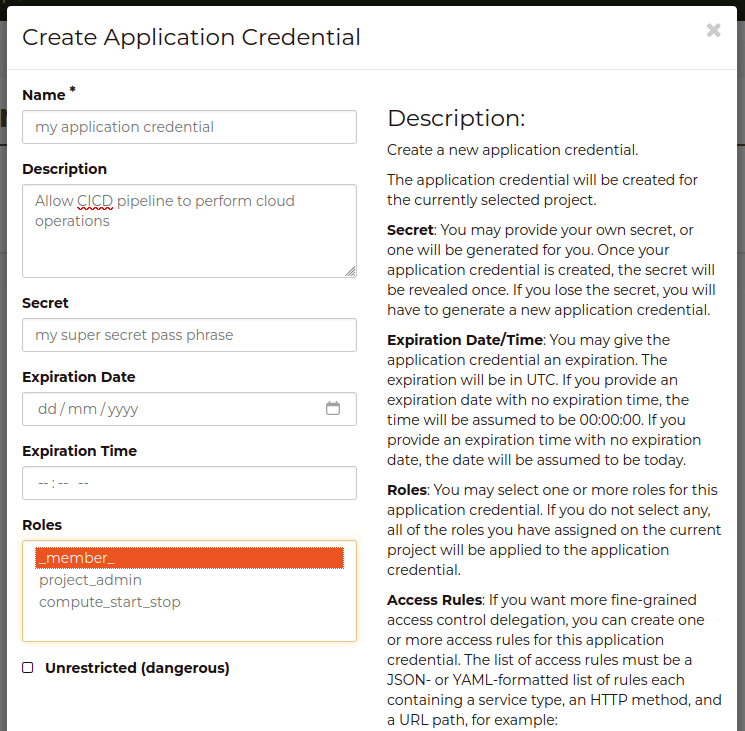 Create Application Credential
×
Name *
my application credential
Description
Allow CICD pipeline to perform cloud
operations
Secret
my super secret pass phrase
Expiration Date
dd / mm / yyyy
Expiration Time
-- : -- --
Roles
_member_
project_admin
compute_start_stop
Unrestricted (dangerous)
Description:
Create a new application credential.
The application credential will be created for
the currently selected project.
Secret: You may provide your own secret, or
one will be generated for you. Once your
application credential is created, the secret will
be revealed once. If you lose the secret, you will
have to generate a new application credential.
Expiration Date/Time: You may give the
application credential an expiration. The
expiration will be in UTC. If you provide an
expiration date with no expiration time, the
time will be assumed to be 00:00:00. If you
provide an expiration time with no expiration
date, the date will be assumed to be today.
Roles: You may select one or more roles for this
application credential. If you do not select any,
all of the roles you have assigned on the current
project will be applied to the application
credential.
Access Rules: If you want more fine-grained
access control delegation, you can create one
or more access rules for this application
credential. The list of access rules must be a
JSON- or YAML-formatted list of rules each
containing a service type, an HTTP method, and
a URL path, for example: